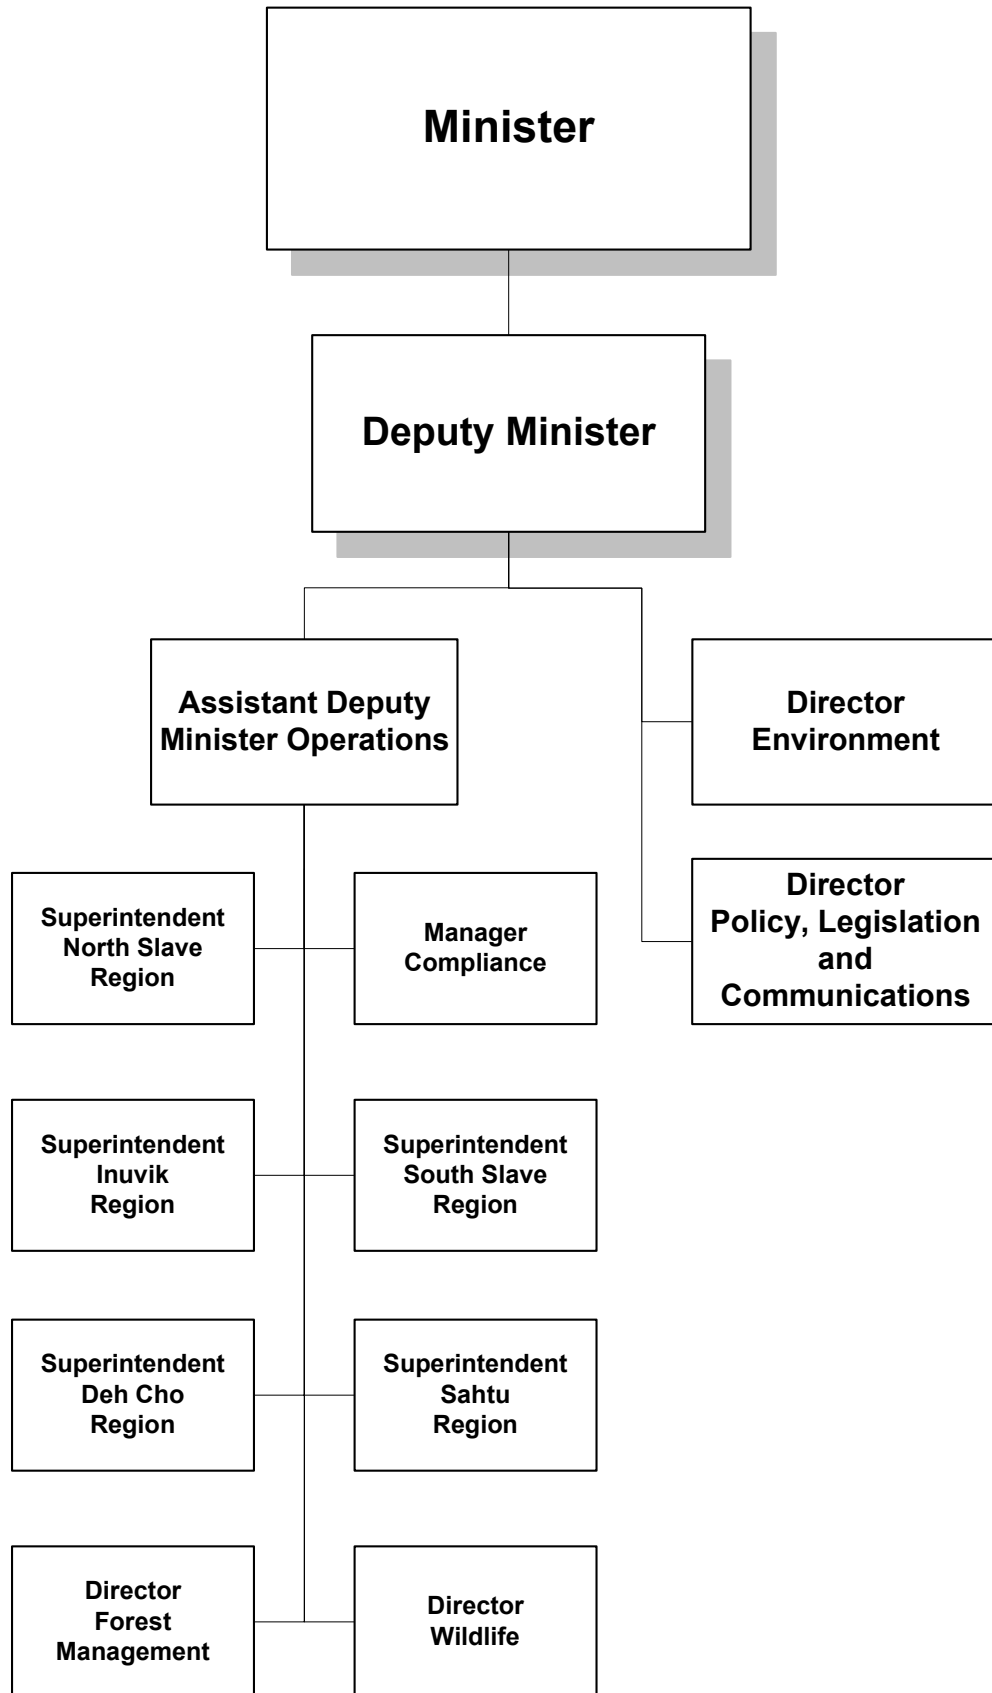 Minister
Deputy Minister
Assistant Deputy
Minister Operations
Director
Environment
Director
Policy, Legislation
and
Communications
Superintendent
North Slave
Region
Manager
Compliance
Superintendent
Inuvik
Region
Superintendent
South Slave
Region
Superintendent
Deh Cho
Region
Superintendent
Sahtu
Region
Director
Forest
Management
Director
Wildlife